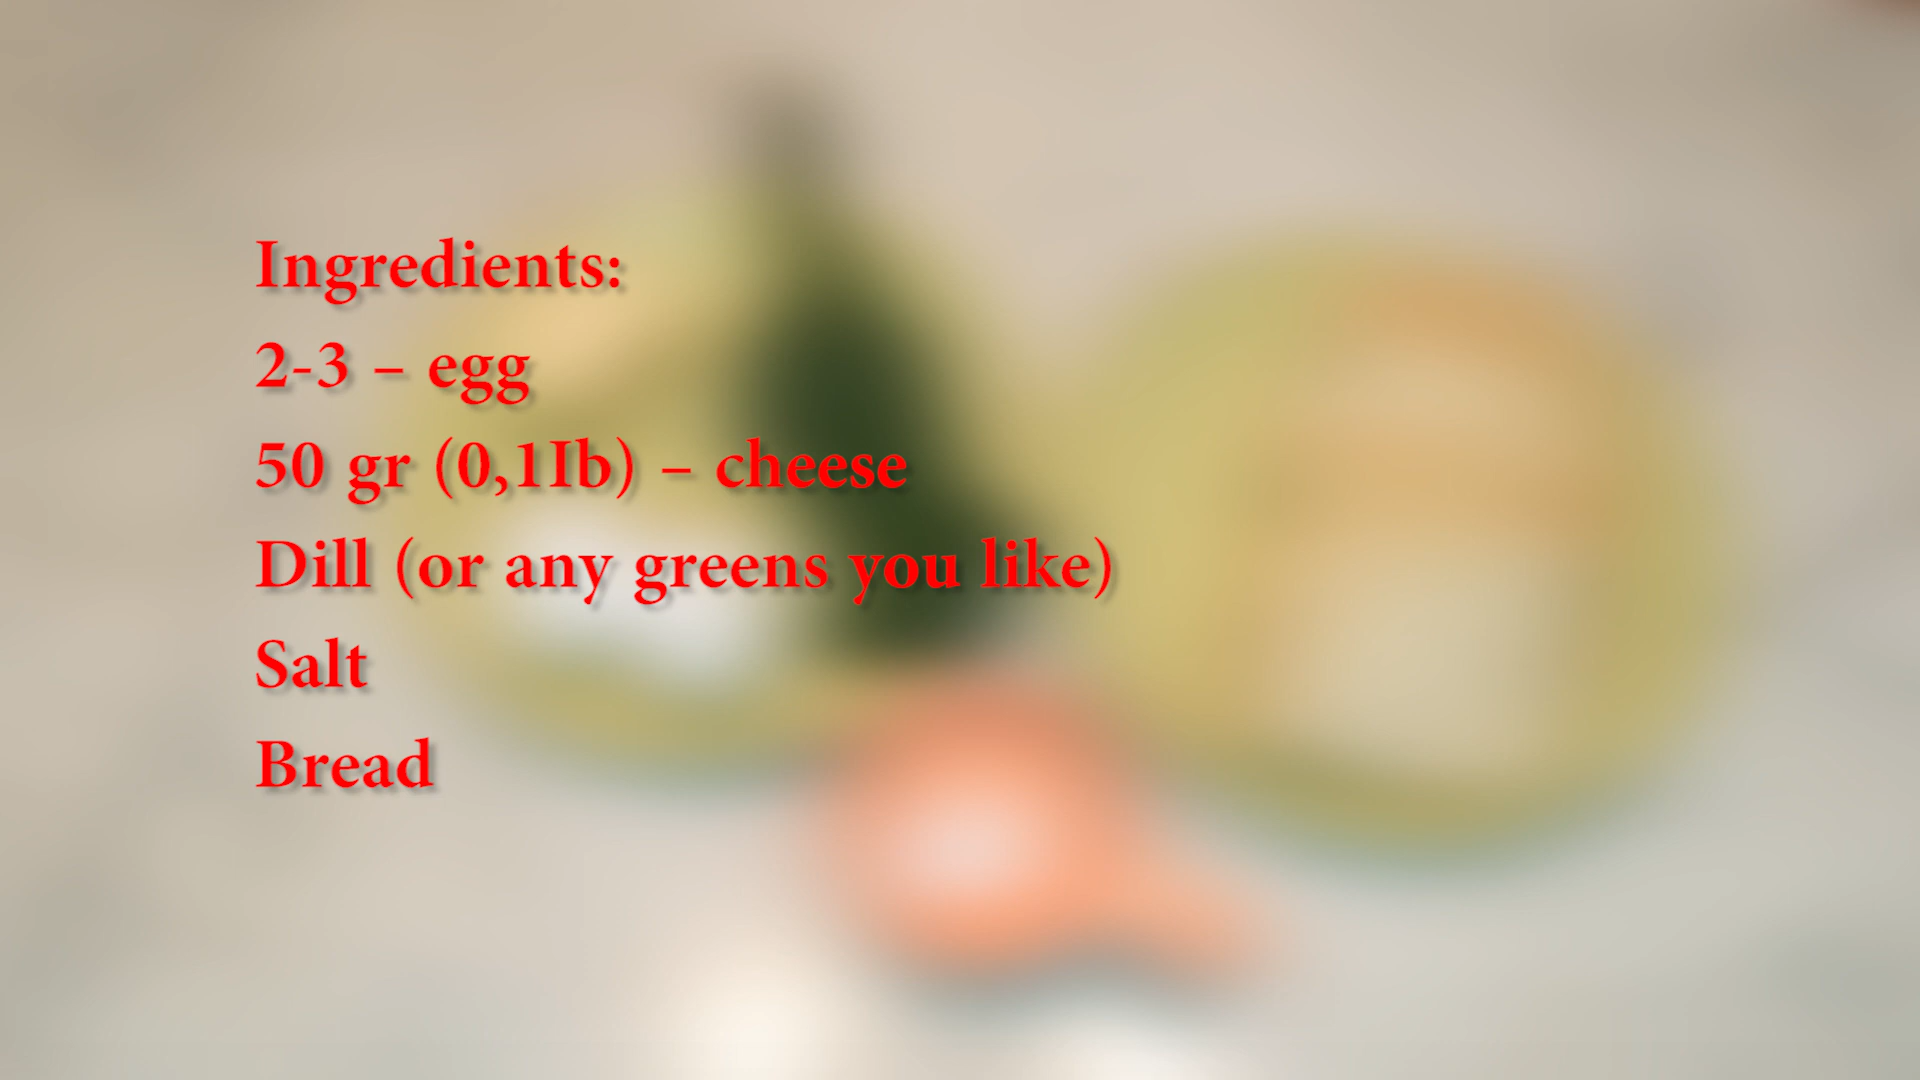 Ingredients:
2-3 – egg
50 gr (0,1Ib) – cheese
Dill (or any greens you like)
Salt
Bread